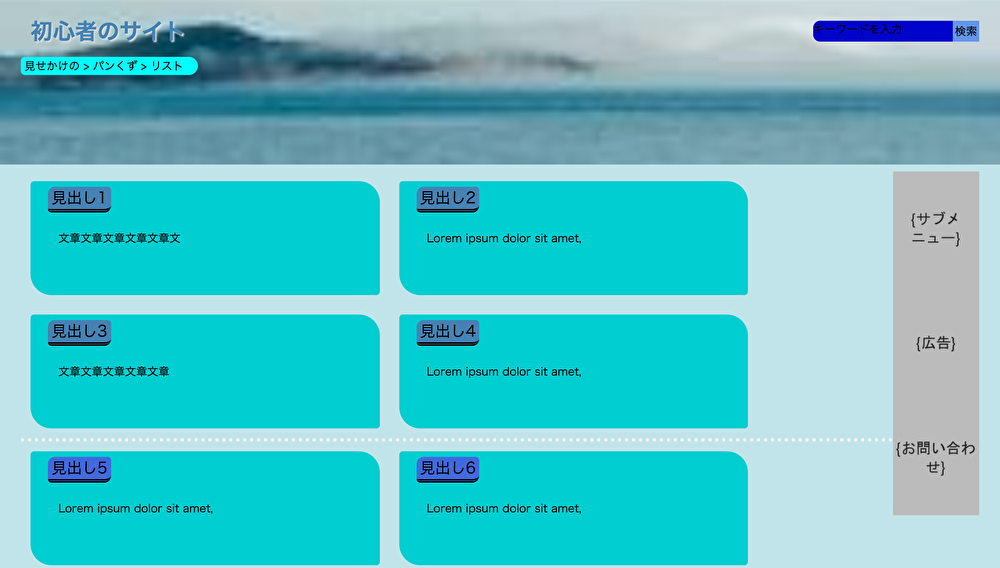 初心者のサイト
キーワードを入力
検索
見せかけの > パンくず > リスト
見出し1
文章文章文章文章文章文
見出し2
Lorem ipsum dolor sit amet,
{サブメ
ニュー}
見出し3
文章文章文章文章文章
見出し4
Lorem ipsum dolor sit amet,
{広告}
見出し5
Lorem ipsum dolor sit amet,
見出し6
Lorem ipsum dolor sit amet,
{お問い合わ
せ}